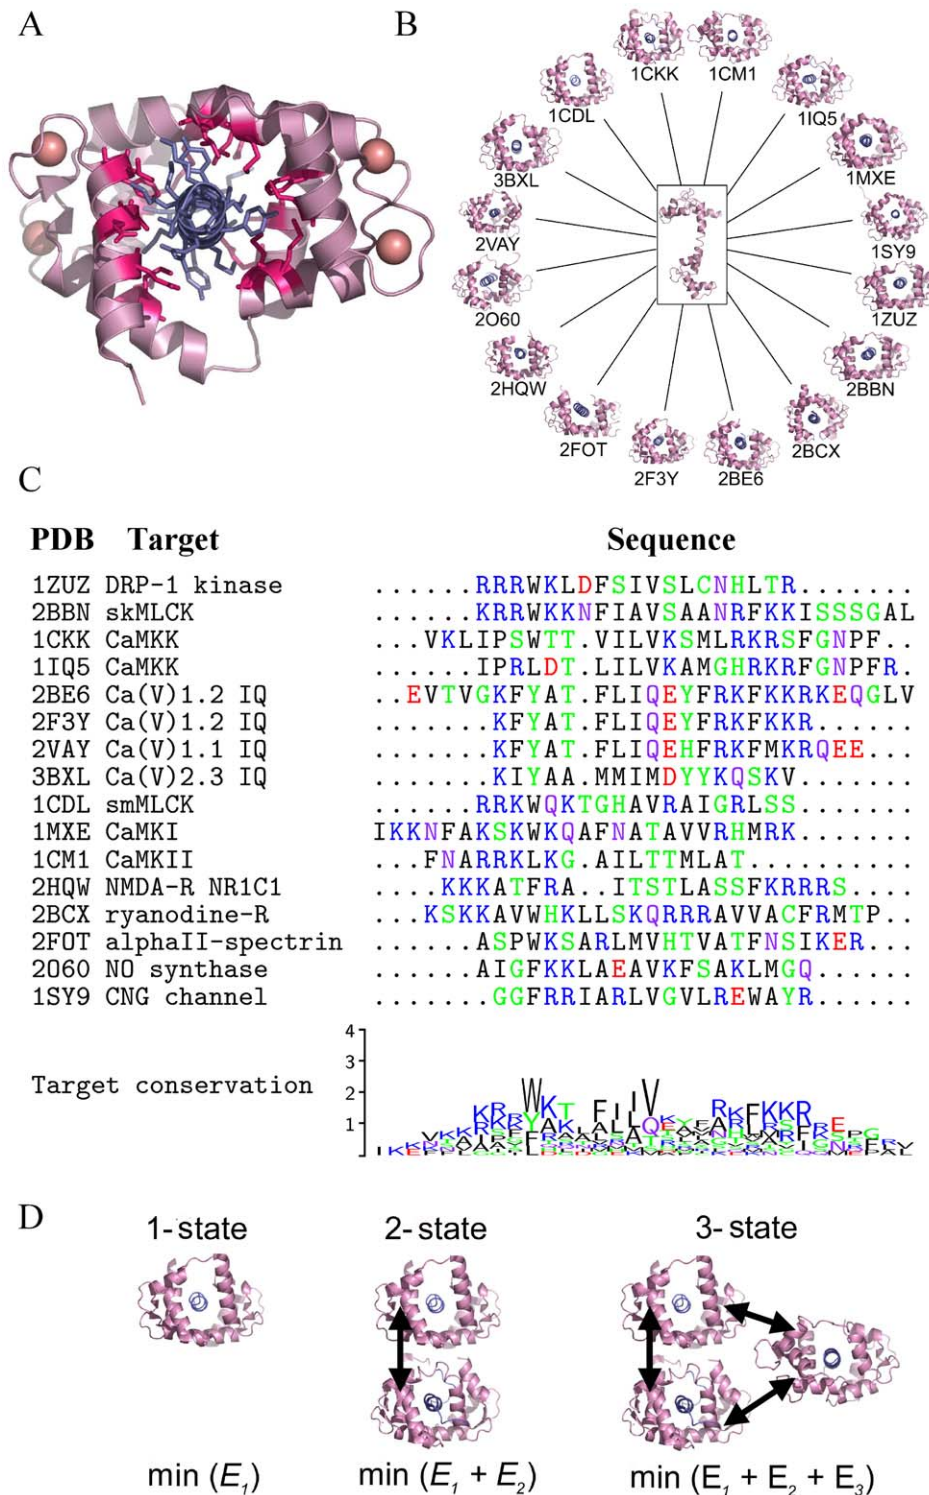 A
B
1CKK
1CM1
1CDL
1IQ5
3BXL
1MXE
2VAY
1SY9
2O60
1ZUZ
2HQW
2BBN
2FOT
2BCX
2F3Y
2BE6
C
PDB Target Sequence
1ZUZ DRP-1 kinase ......RRRWKLDFSIVSLCNHLTR.......
2BBN skMLCK ......KRRWKKNFIAVSAANRFKKISSSGAL
1CKK CaMKK ...VKLIPSWTT.VILVKSMLRKRSFGNPF..
1IQ5 CaMKK ......IPRLDT.LILVKAMGHRKRFGNPFR.
2BE6 Ca(V)1.2 IQ ..EVTVGKFYAT.FLIQEYFRKFKKRKEQGLV
2F3Y Ca(V)1.2 IQ .......KFYAT.FLIQEYFRKFKKR......
2VAY Ca(V)1.1 IQ .......KFYAT.FLIQEHFRKFMKRQEE...
3BXL Ca(V)2.3 IQ .......KIYAA.MMIMDYYKQSKV.......
1CDL smMLCK ......RRKWQKTGHAVRAIGRLSS.......
1MXE CaMKI IKKNFAKSKWKQAFNATAVVRHMRK.......
1CM1 CaMKII ...FNARRKLKG.AILTTMLAT..........
2HQW NMDA-R NR1C1 ....KKKATFRA..ITSTLASSFKRRRS....
2BCX ryanodine-R ...KSKKAVWHKLLSKQRRRAVVACFRMTP..
2FOT alphaII-spectrin ......ASPWKSARLMVHTVATFNSIKER...
2O60 NO synthase ......AIGFKKLAEAVKFSAKLMGQ......
1SY9 CNG channel .......GGFRRIARLVGVLREWAYR......
4
3
Target conservation
2
1
D
1-state
2-state
3-state
min (E1)
min (E1 + E2)
min (E1 + E2 + E3)